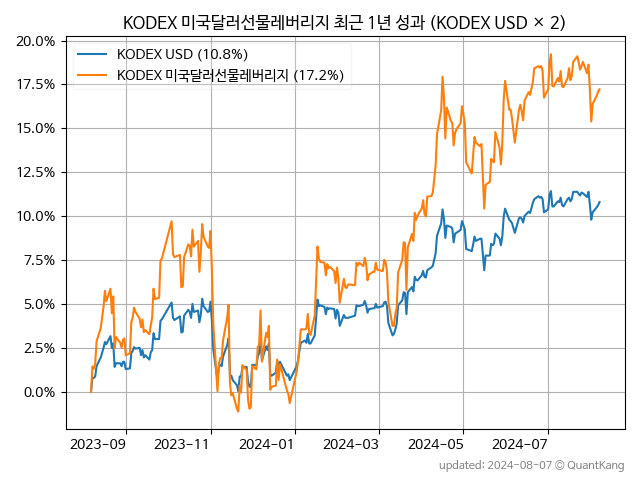 KODEX 미국달러선물레버리지 최근 1년 성과 (KODEX USD × 2)
20.0%
17.5%
15.0%
12.5%
10.0%
7.5%
5.0%
2.5%
0.0%
KODEX USD (10.8%)
KODEX 미국달러선물레버리지 (17.2%)
2023-09 2023-11 2024-01 2024-03 2024-05 2024-07
updated: 2024-08-07 © QuantKang